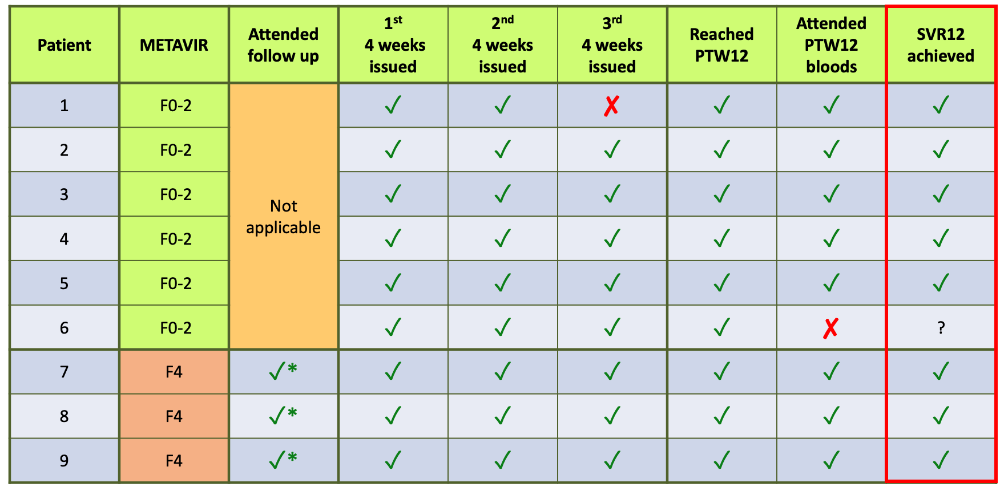 Patient METAVIR Attended follow up 1st 4 weeks issued 2nd 4 weeks issued 3rd 4 weeks issued Reached PTW12 Attended PTW12 bloods SVR12 achieved
1 F0-2 Not applicable ✓ ✓ ✗ ✓ ✓ ✓
2 F0-2 ✓ ✓ ✓ ✓ ✓ ✓
3 F0-2 ✓ ✓ ✓ ✓ ✓ ✓
4 F0-2 ✓ ✓ ✓ ✓ ✓ ✓
5 F0-2 ✓ ✓ ✓ ✓ ✓ ✓
6 F0-2 ✓ ✓ ✓ ✓ ✗ ?
7 F4 ✓* ✓ ✓ ✓ ✓ ✓ ✓
8 F4 ✓* ✓ ✓ ✓ ✓ ✓ ✓
9 F4 ✓* ✓ ✓ ✓ ✓ ✓ ✓